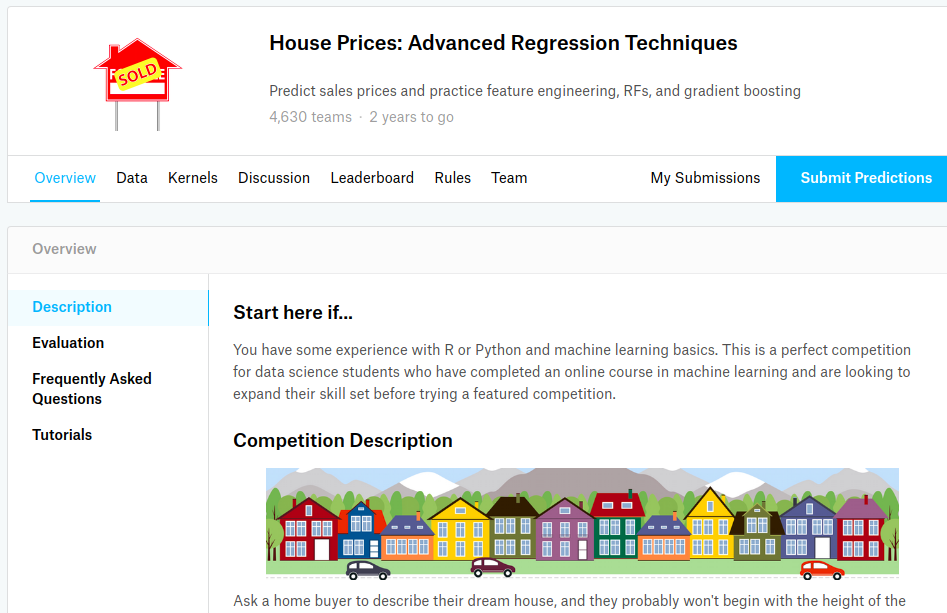 SOLD
House Prices: Advanced Regression Techniques
Predict sales prices and practice feature engineering, RFs, and gradient boosting
4,630 teams · 2 years to go
Overview Data Kernels Discussion Leaderboard Rules Team My Submissions Submit Predictions
Overview
Description
Evaluation
Frequently Asked
Questions
Tutorials
Start here if...
You have some experience with R or Python and machine learning basics. This is a perfect competition
for data science students who have completed an online course in machine learning and are looking to
expand their skill set before trying a featured competition.
Competition Description
Ask a home buyer to describe their dream house, and they probably won't begin with the height of the